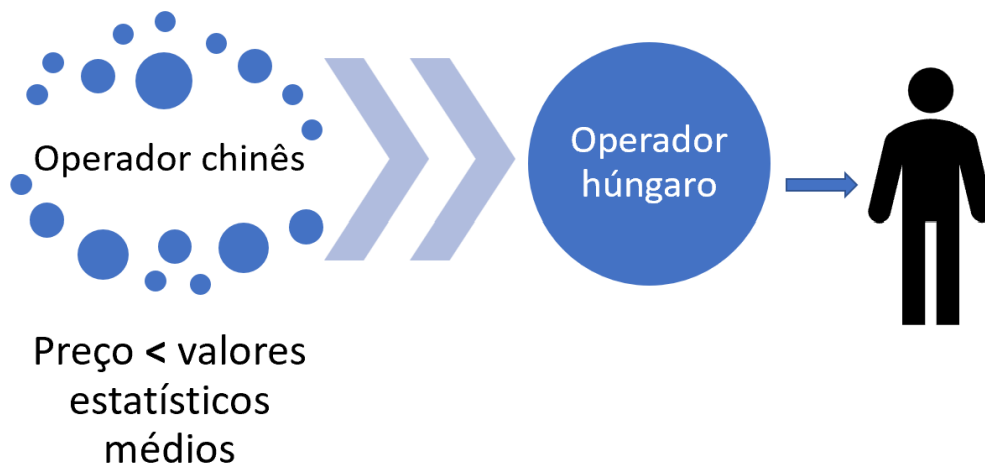 Operador chinês
Operador
húngaro
Preço < valores
estatísticos
médios